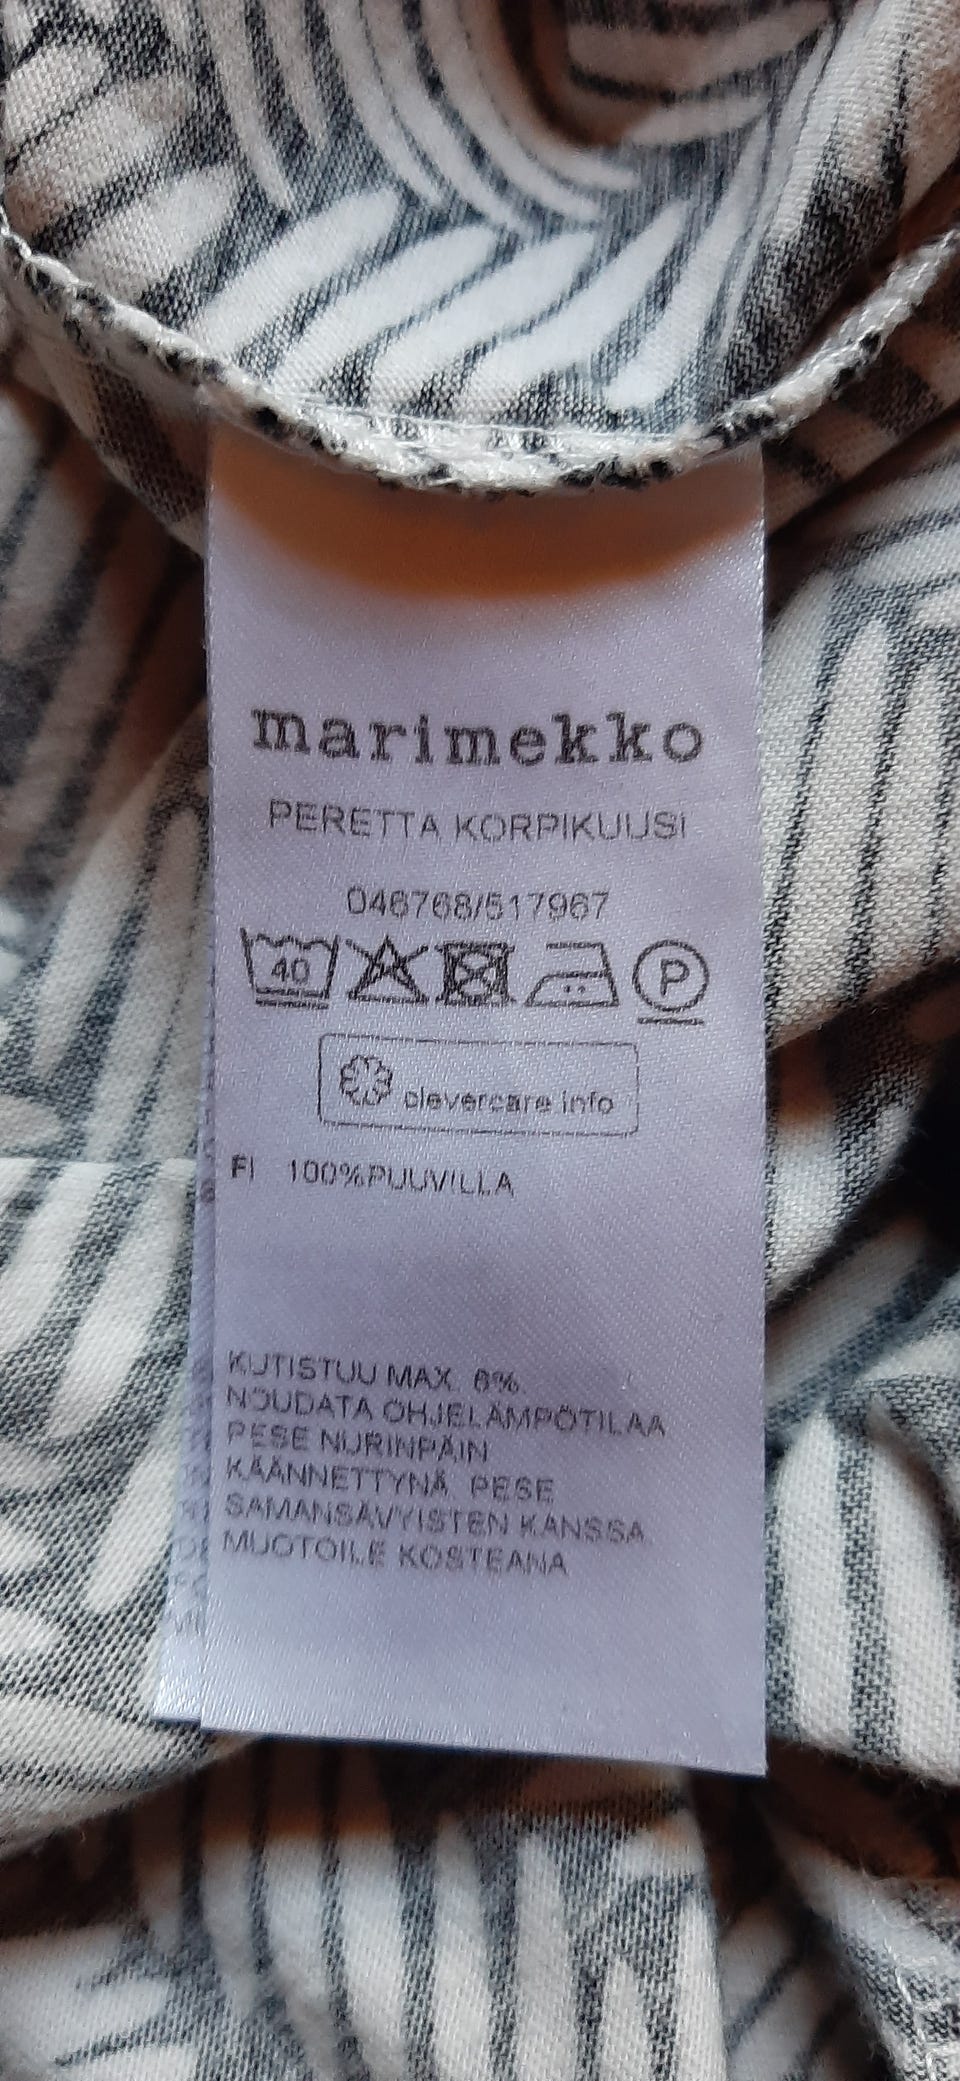 marimekko
PERETTA KORPIKUUSI
046768/517967
40
P
clevercare info
FI 100%PUUVILLA
KUTISTUU MAX. 6%.
NOUDATA OHJELÄMPÖTILAA
PESE NURINPÄIN
KÄÄNNETTYNÄ PESE
SAMANSÄVYISTEN KANSSA
MUOTOILE KOSTEANA